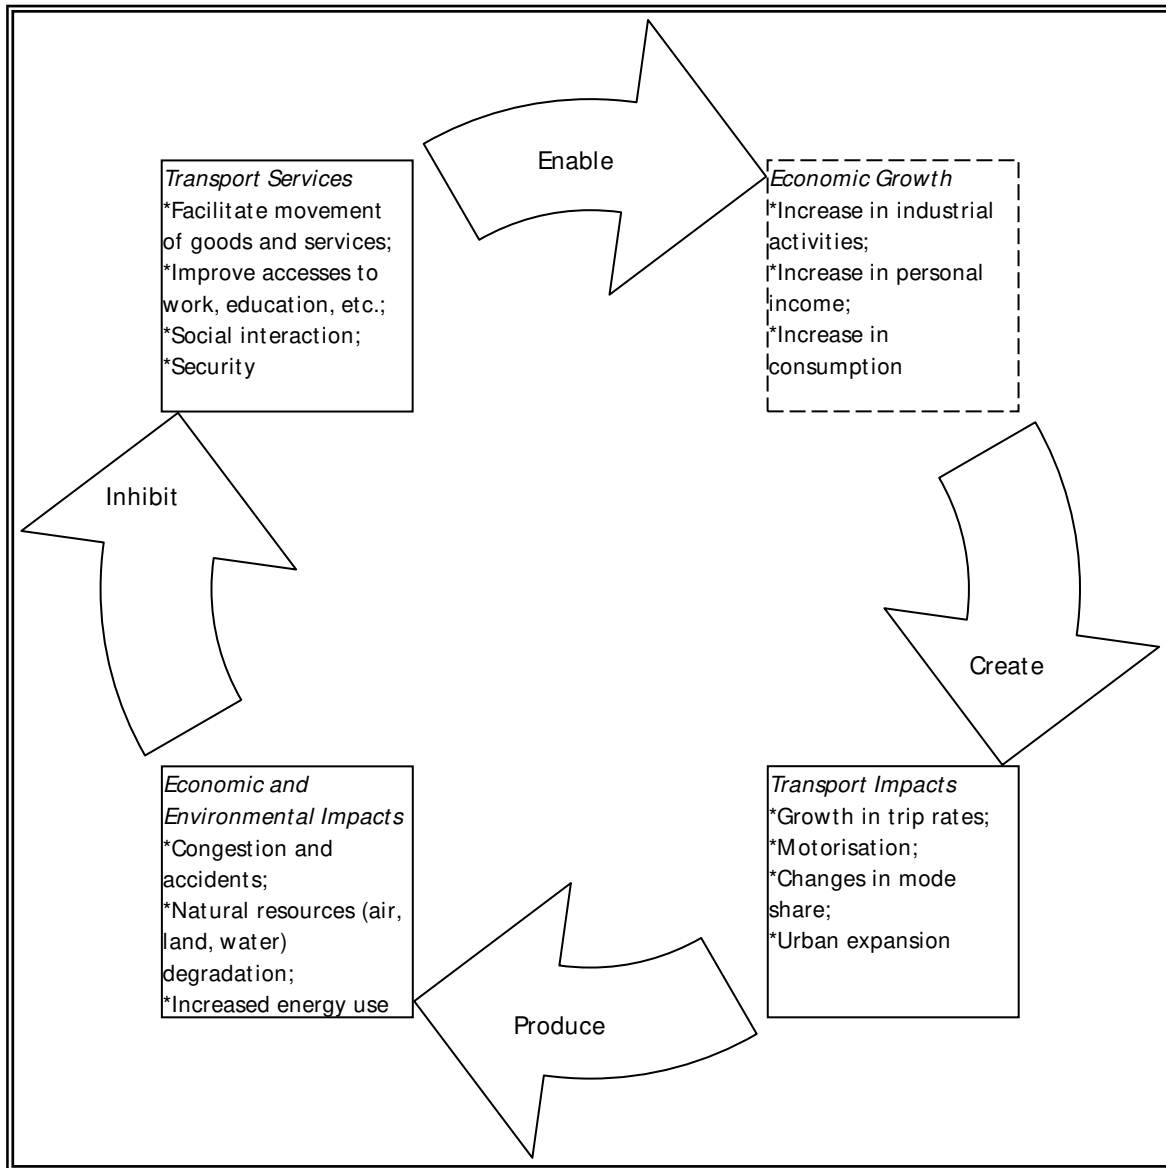 Enable
Transport Services
*Facilitate movement
of goods and services;
*Improve accesses to
work, education, etc.;
*Social interaction;
*Security
Economic Growth
*Increase in industrial
activities;
*Increase in personal
income;
*Increase in
consumption
Inhibit
Create
Economic and
Environmental Impacts
*Congestion and
accidents;
*Natural resources (air,
land, water)
degradation;
*Increased energy use
Transport Impacts
*Growth in trip rates;
*Motorisation;
*Changes in mode
share;
*Urban expansion
Produce